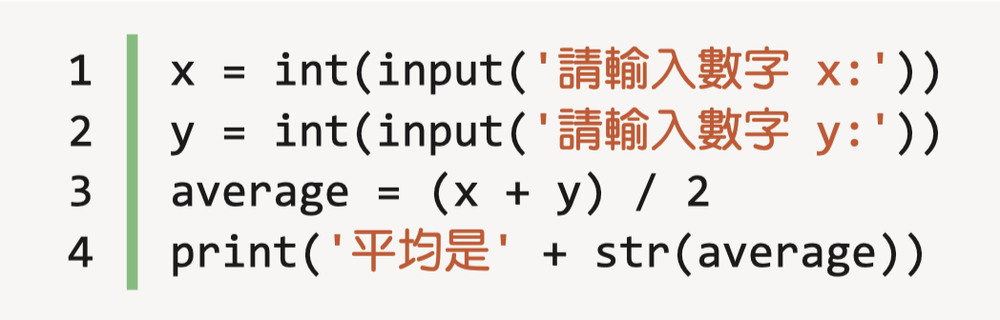 1 x = int(input('請輸入數字 x:'))
2 y = int(input('請輸入數字 y:'))
3 average = (x + y) / 2
4 print('平均是' + str(average))